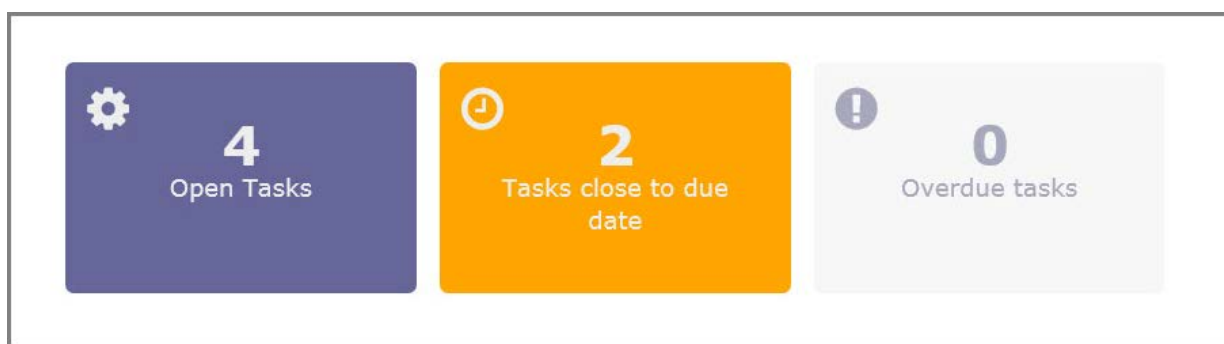 4
Open Tasks
2
Tasks close to due
date
0
Overdue tasks